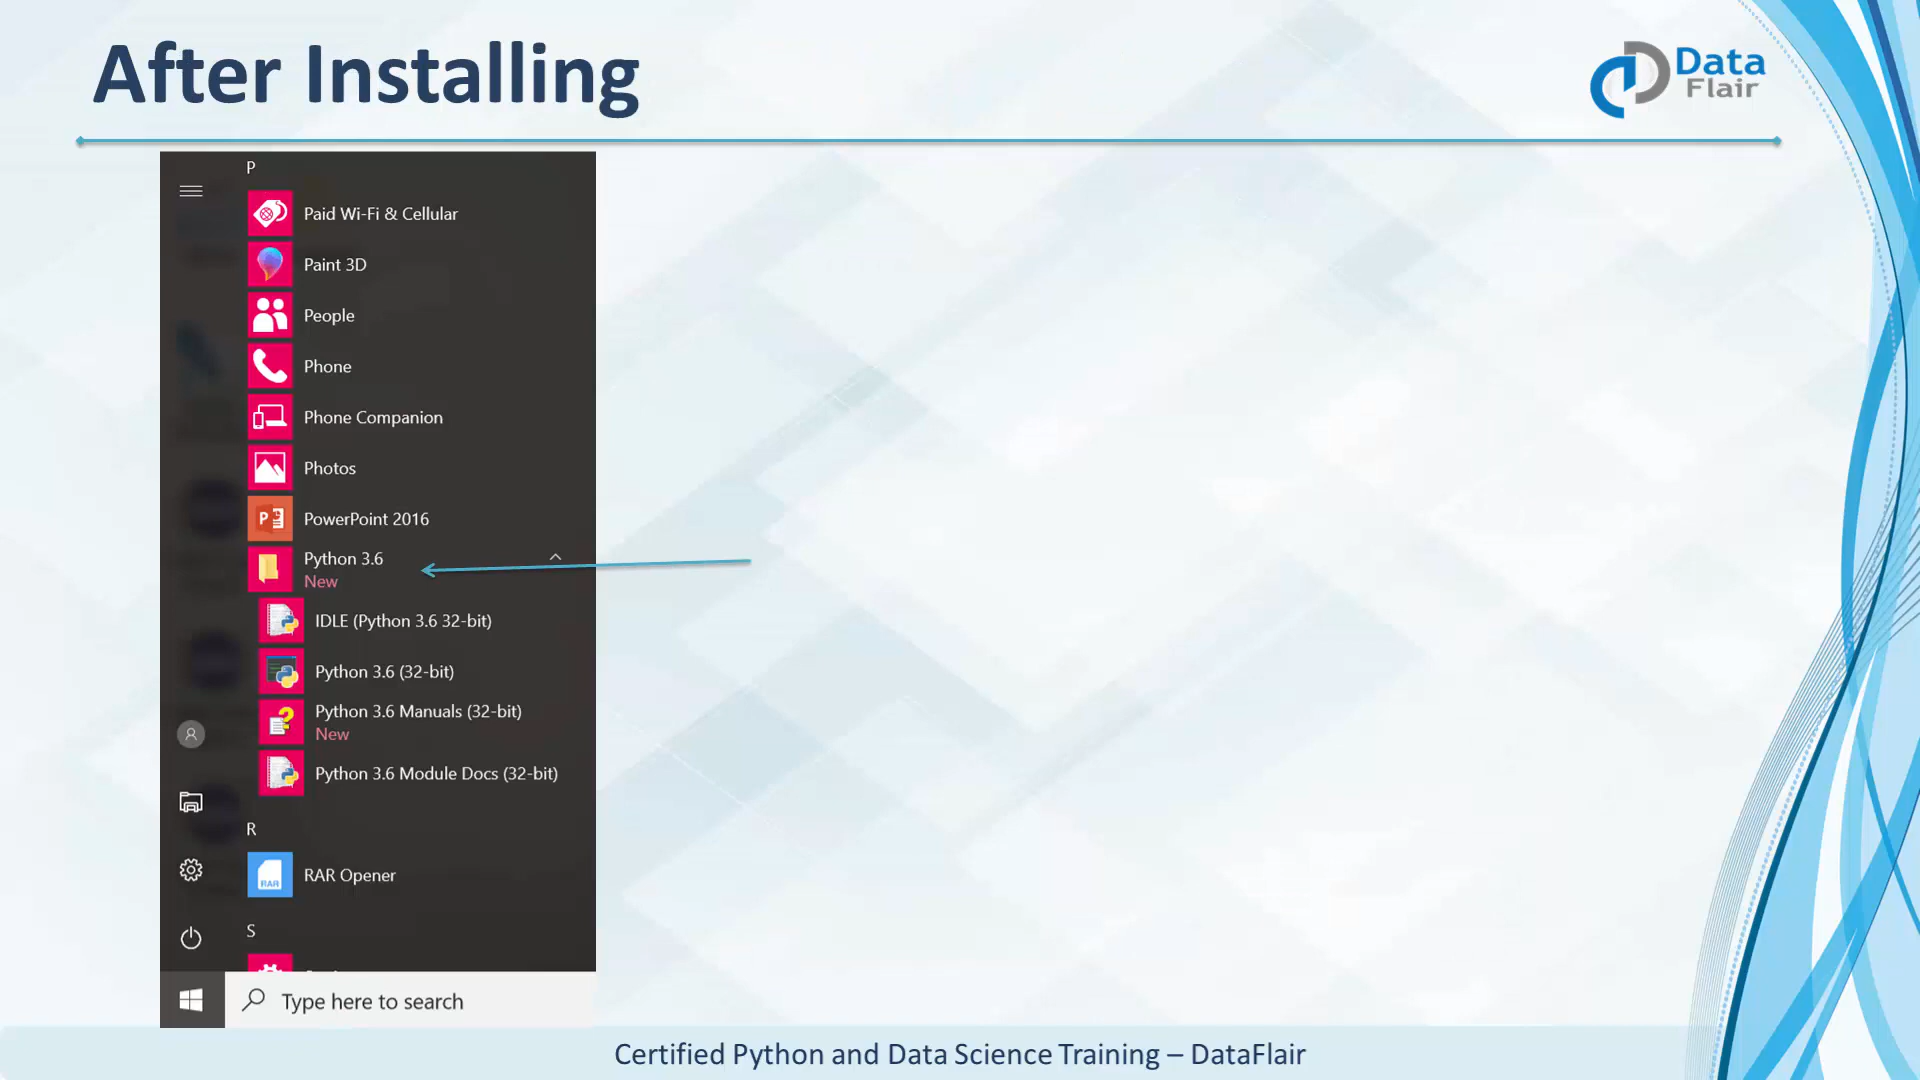 After Installing
Data
Flair
P
Paid Wi-Fi & Cellular
Paint 3D
People
Phone
Phone Companion
Photos
PowerPoint 2016
Python 3.6
New
IDLE (Python 3.6 32-bit)
Python 3.6 (32-bit)
Python 3.6 Manuals (32-bit)
New
Python 3.6 Module Docs (32-bit)
R
RAR
RAR Opener
S
Type here to search
Certified Python and Data Science Training – DataFlair